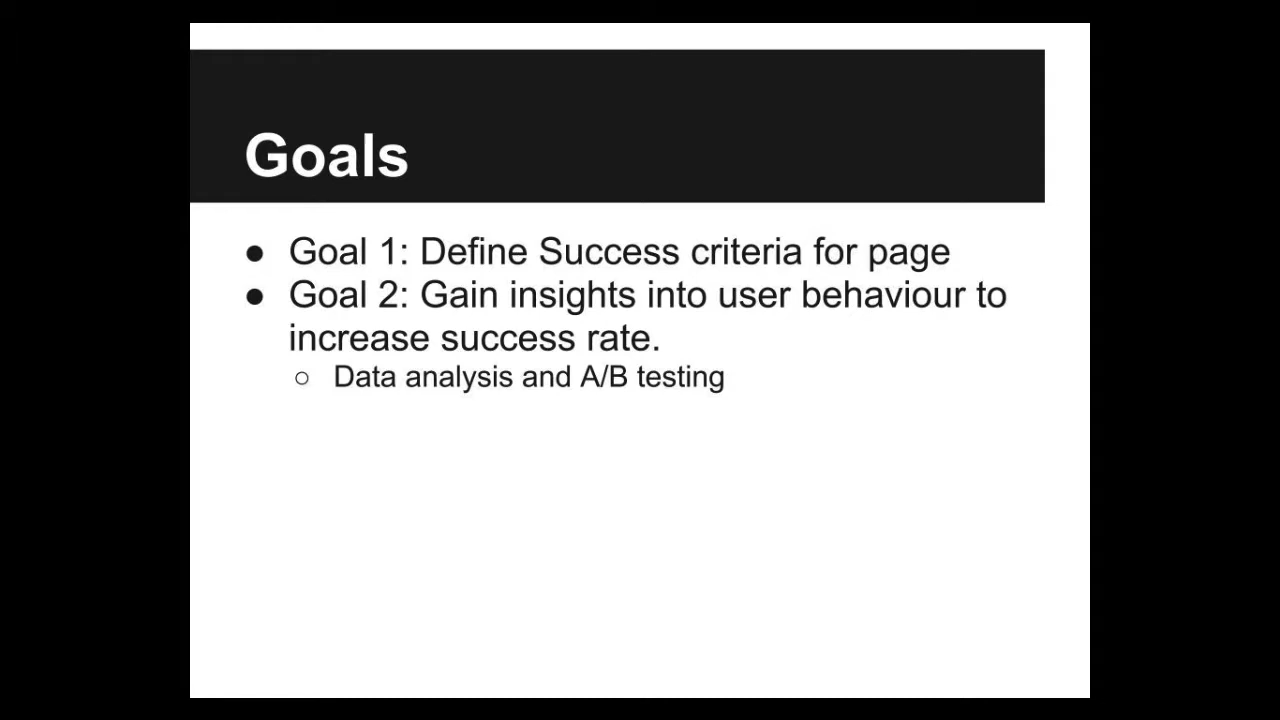 Goals
● Goal 1: Define Success criteria for page
● Goal 2: Gain insights into user behaviour to
increase success rate.
○ Data analysis and A/B testing